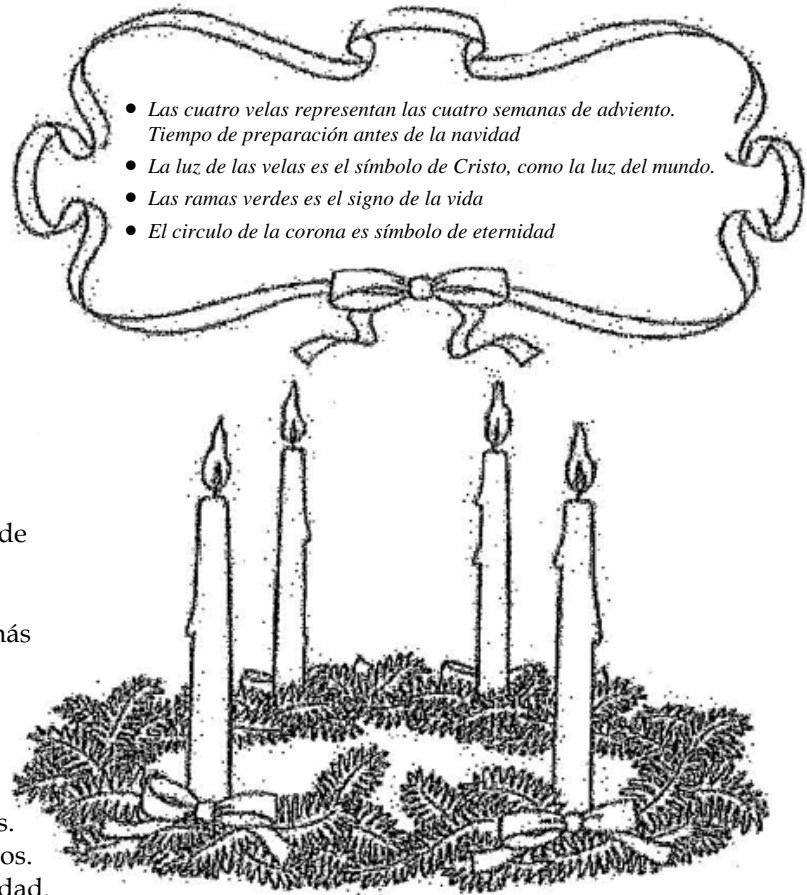 • Las cuatro velas representan las cuatro semanas de adviento.
Tiempo de preparación antes de la navidad
• La luz de las velas es el símbolo de Cristo, como la luz del mundo.
• Las ramas verdes es el signo de la vida
• El circulo de la corona es símbolo de eternidad
de